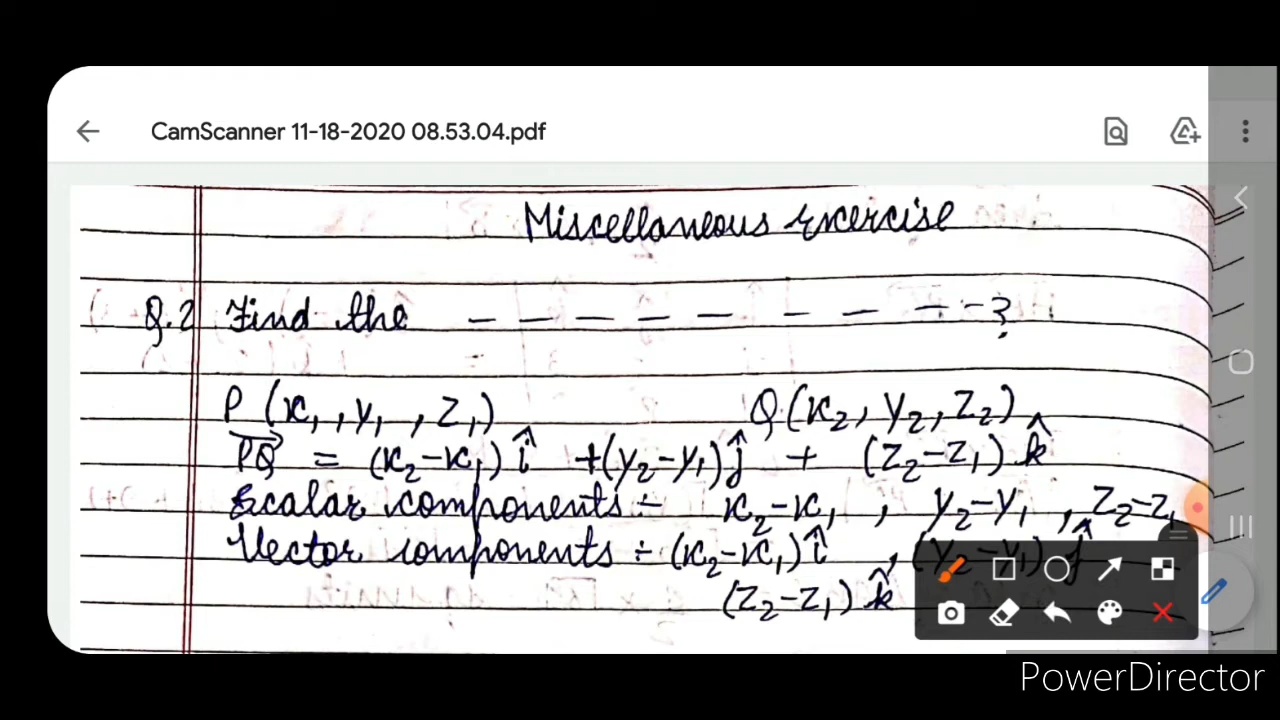 CamScanner 11-18-2020 08.53.04.pdf
Miscellaneous Exercise
Q.2 Find the - - - - - - - - - ?
P (x₁, y₁, z₁) Q (x₂, y₂, z₂)
PQ⃗ = (x₂-x₁) î + (y₂-y₁) ĵ + (z₂-z₁) k̂
Scalar components ÷ x₂-x₁ , y₂-y₁ , z₂-z₁
Vector components ÷ (x₂-x₁) î , (y₂-y₁) ĵ
(z₂-z₁) k̂
PowerDirector